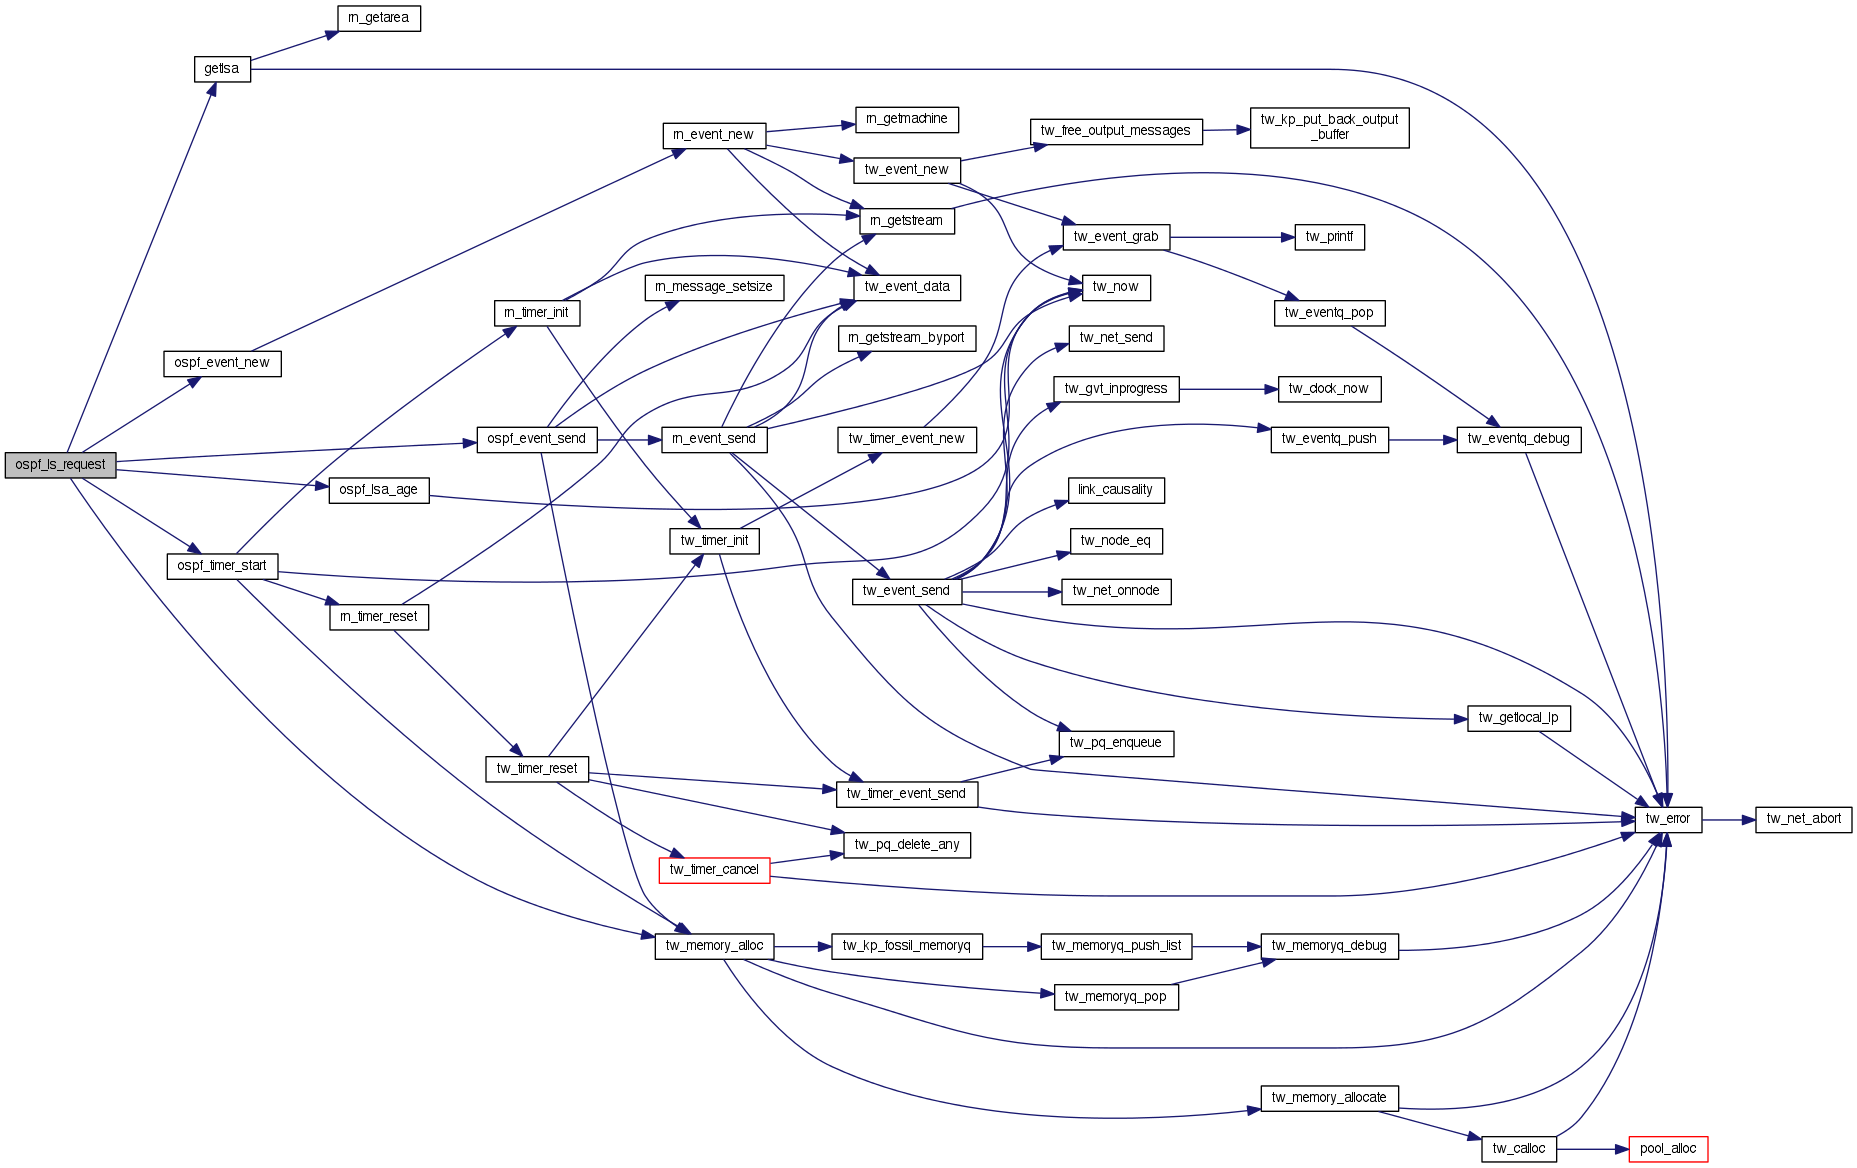 rn_getarea
getlsa
rn_getmachine
tw_kp_put_back_output
_buffer
rn_event_new
tw_free_output_messages
tw_event_new
rn_getstream
tw_event_grab
tw_printf
rn_message_setsize
tw_event_data
tw_now
rn_timer_init
tw_eventq_pop
rn_getstream_byport
tw_net_send
ospf_event_new
tw_gvt_inprogress
tw_clock_now
ospf_event_send
rn_event_send
tw_timer_event_new
tw_eventq_push
tw_eventq_debug
ospf_ls_request
ospf_lsa_age
link_causality
tw_timer_init
tw_node_eq
ospf_timer_start
tw_event_send
tw_net_onnode
rn_timer_reset
tw_getlocal_lp
tw_pq_enqueue
tw_timer_reset
tw_timer_event_send
tw_error
tw_net_abort
tw_pq_delete_any
tw_timer_cancel
tw_memory_alloc
tw_kp_fossil_memoryq
tw_memoryq_push_list
tw_memoryq_debug
tw_memoryq_pop
tw_memory_allocate
tw_calloc
pool_alloc